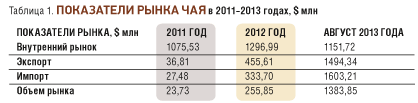 Таблица 1. ПОКАЗАТЕЛИ РЫНКА ЧАЯ в 2011–2013 годах, $ млн
ПОКАЗАТЕЛИ РЫНКА, $ млн 2011 ГОД 2012 ГОД АВГУСТ 2013 ГОДА
Внутренний рынок 1075,53 1296,99 1151,72
Экспорт 36,81 455,61 1494,34
Импорт 27,48 333,70 1603,21
Объем рынка 23,73 255,85 1383,85